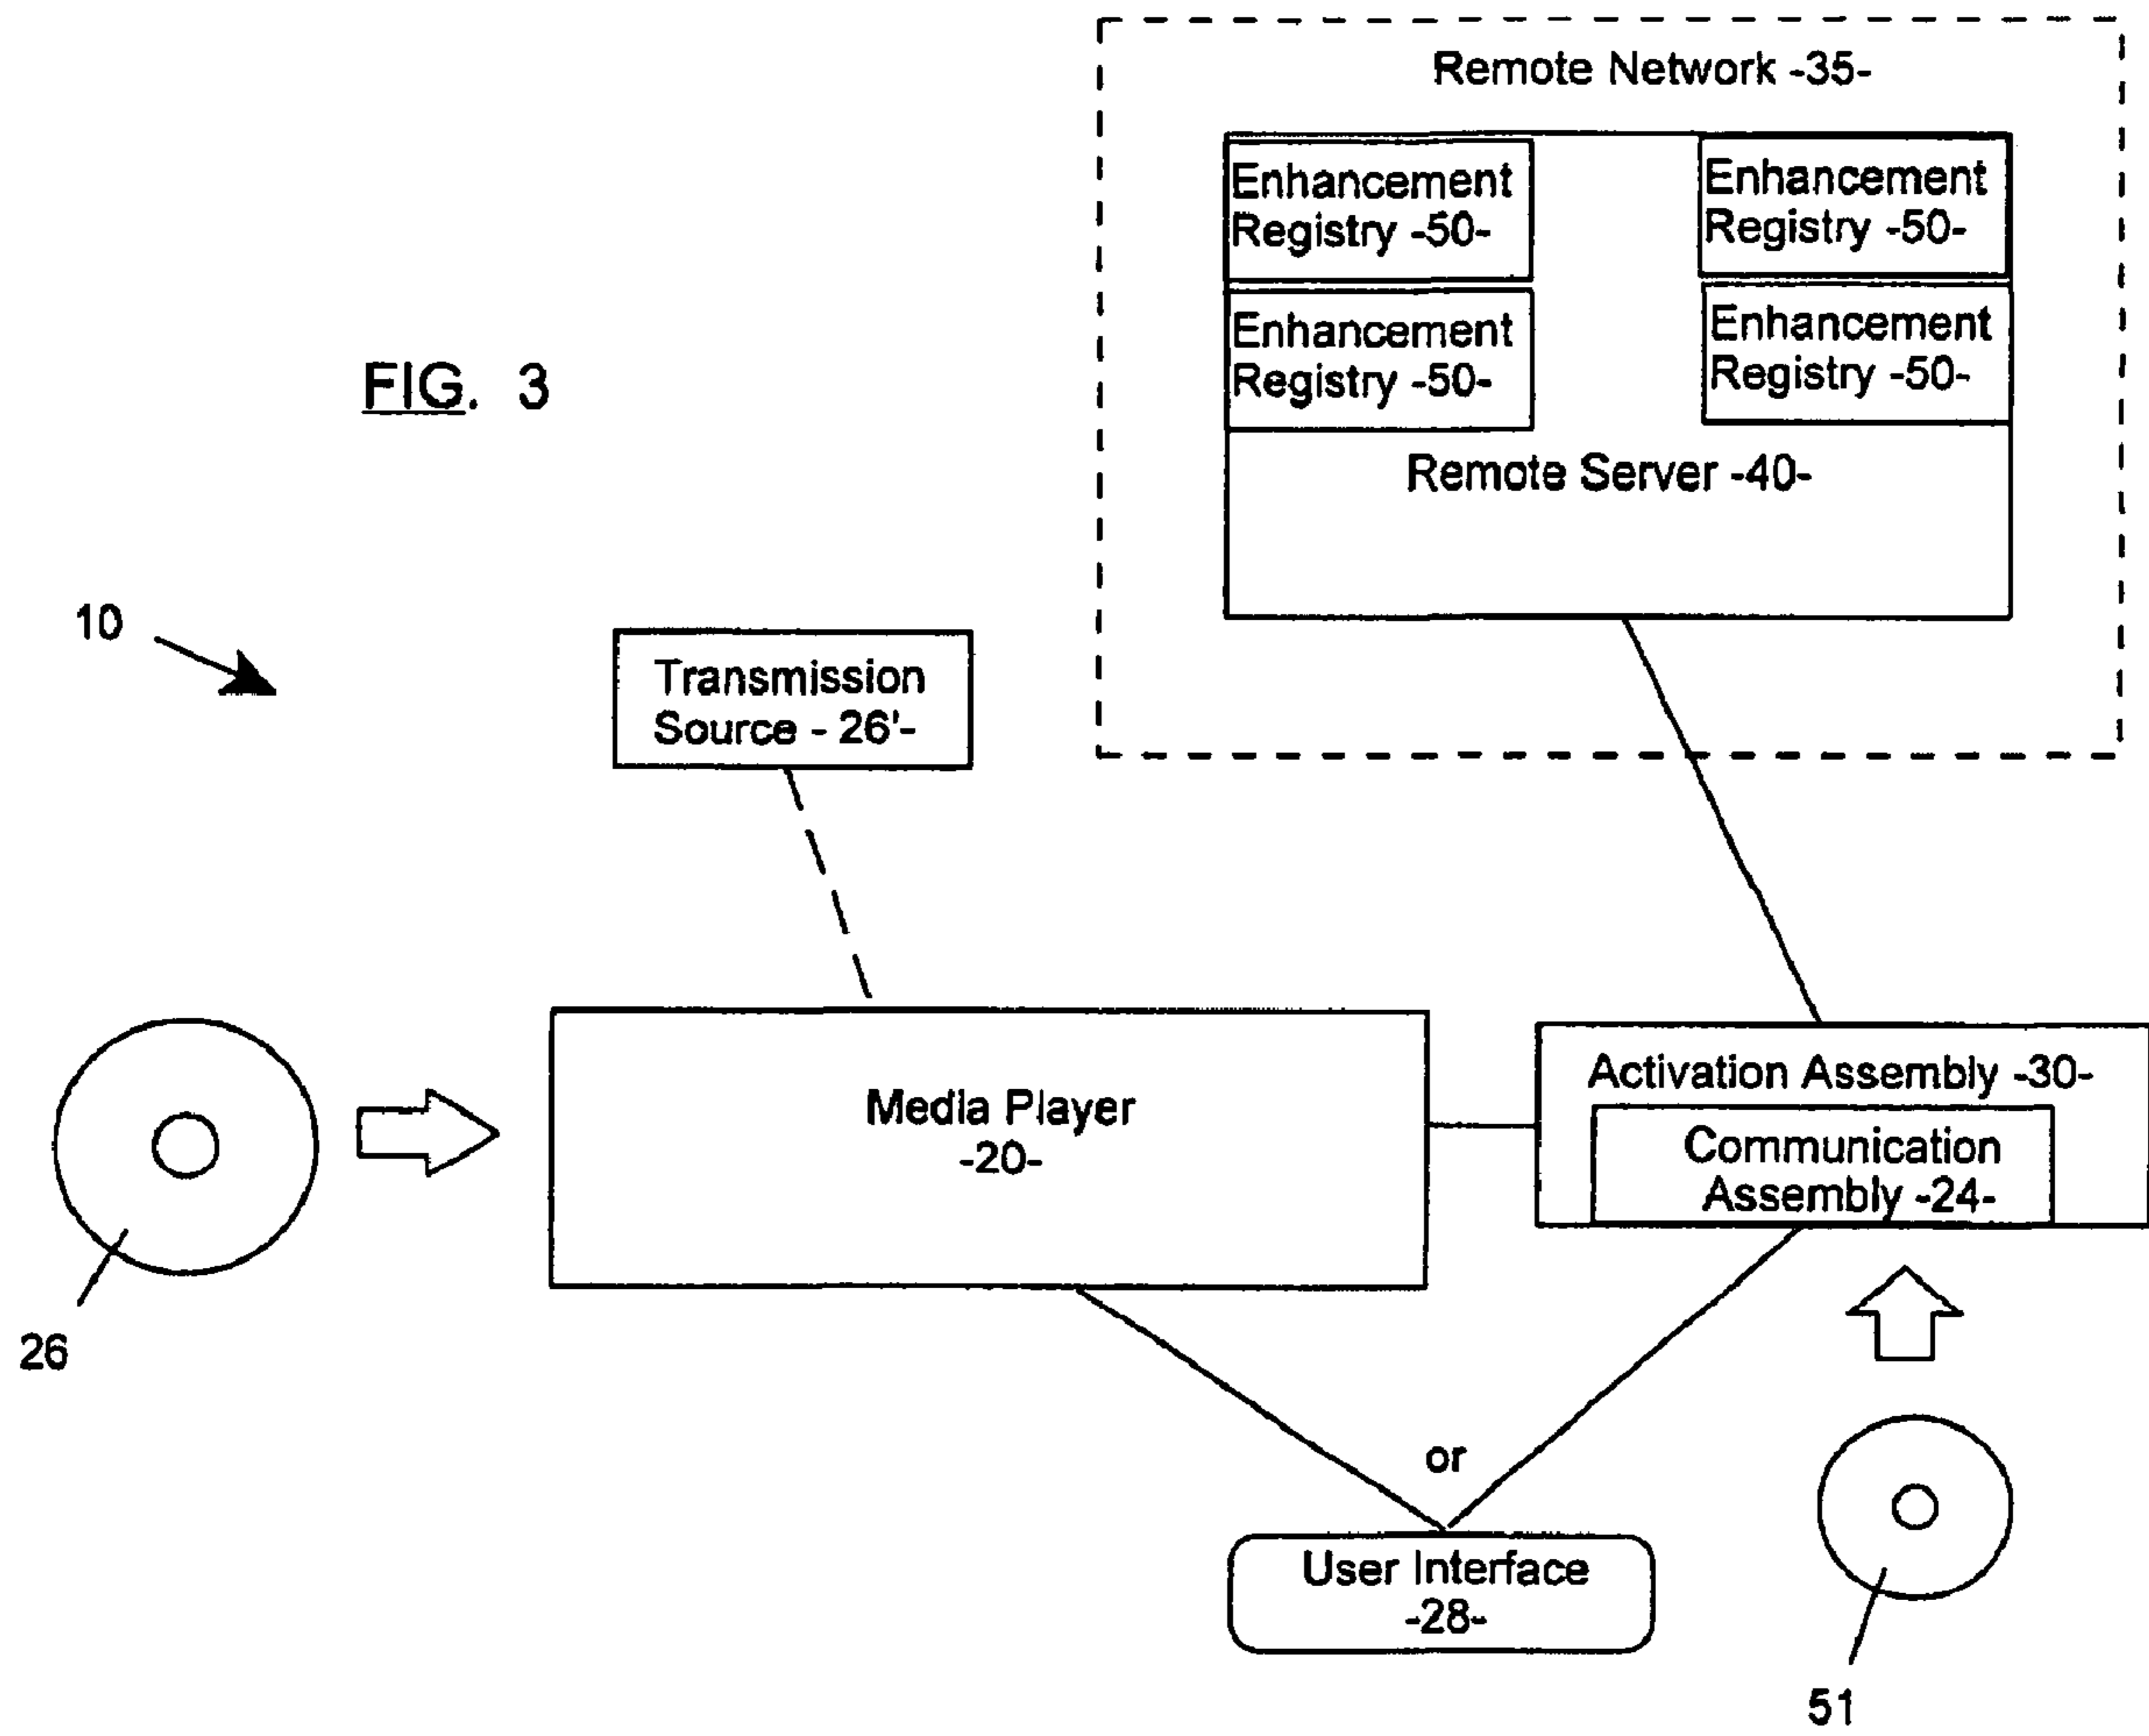 Remote Network -35-
Enhancement
Registry -50-
Enhancement
Registry -50-
Enhancement
Registry -50-
Enhancement
Registry -50-
Remote Server -40-
FIG. 3
10
Transmission
Source - 26'-
Media Player
-20-
Activation Assembly -30-
Communication
Assembly -24-
26
or
User Interface
-28-
51